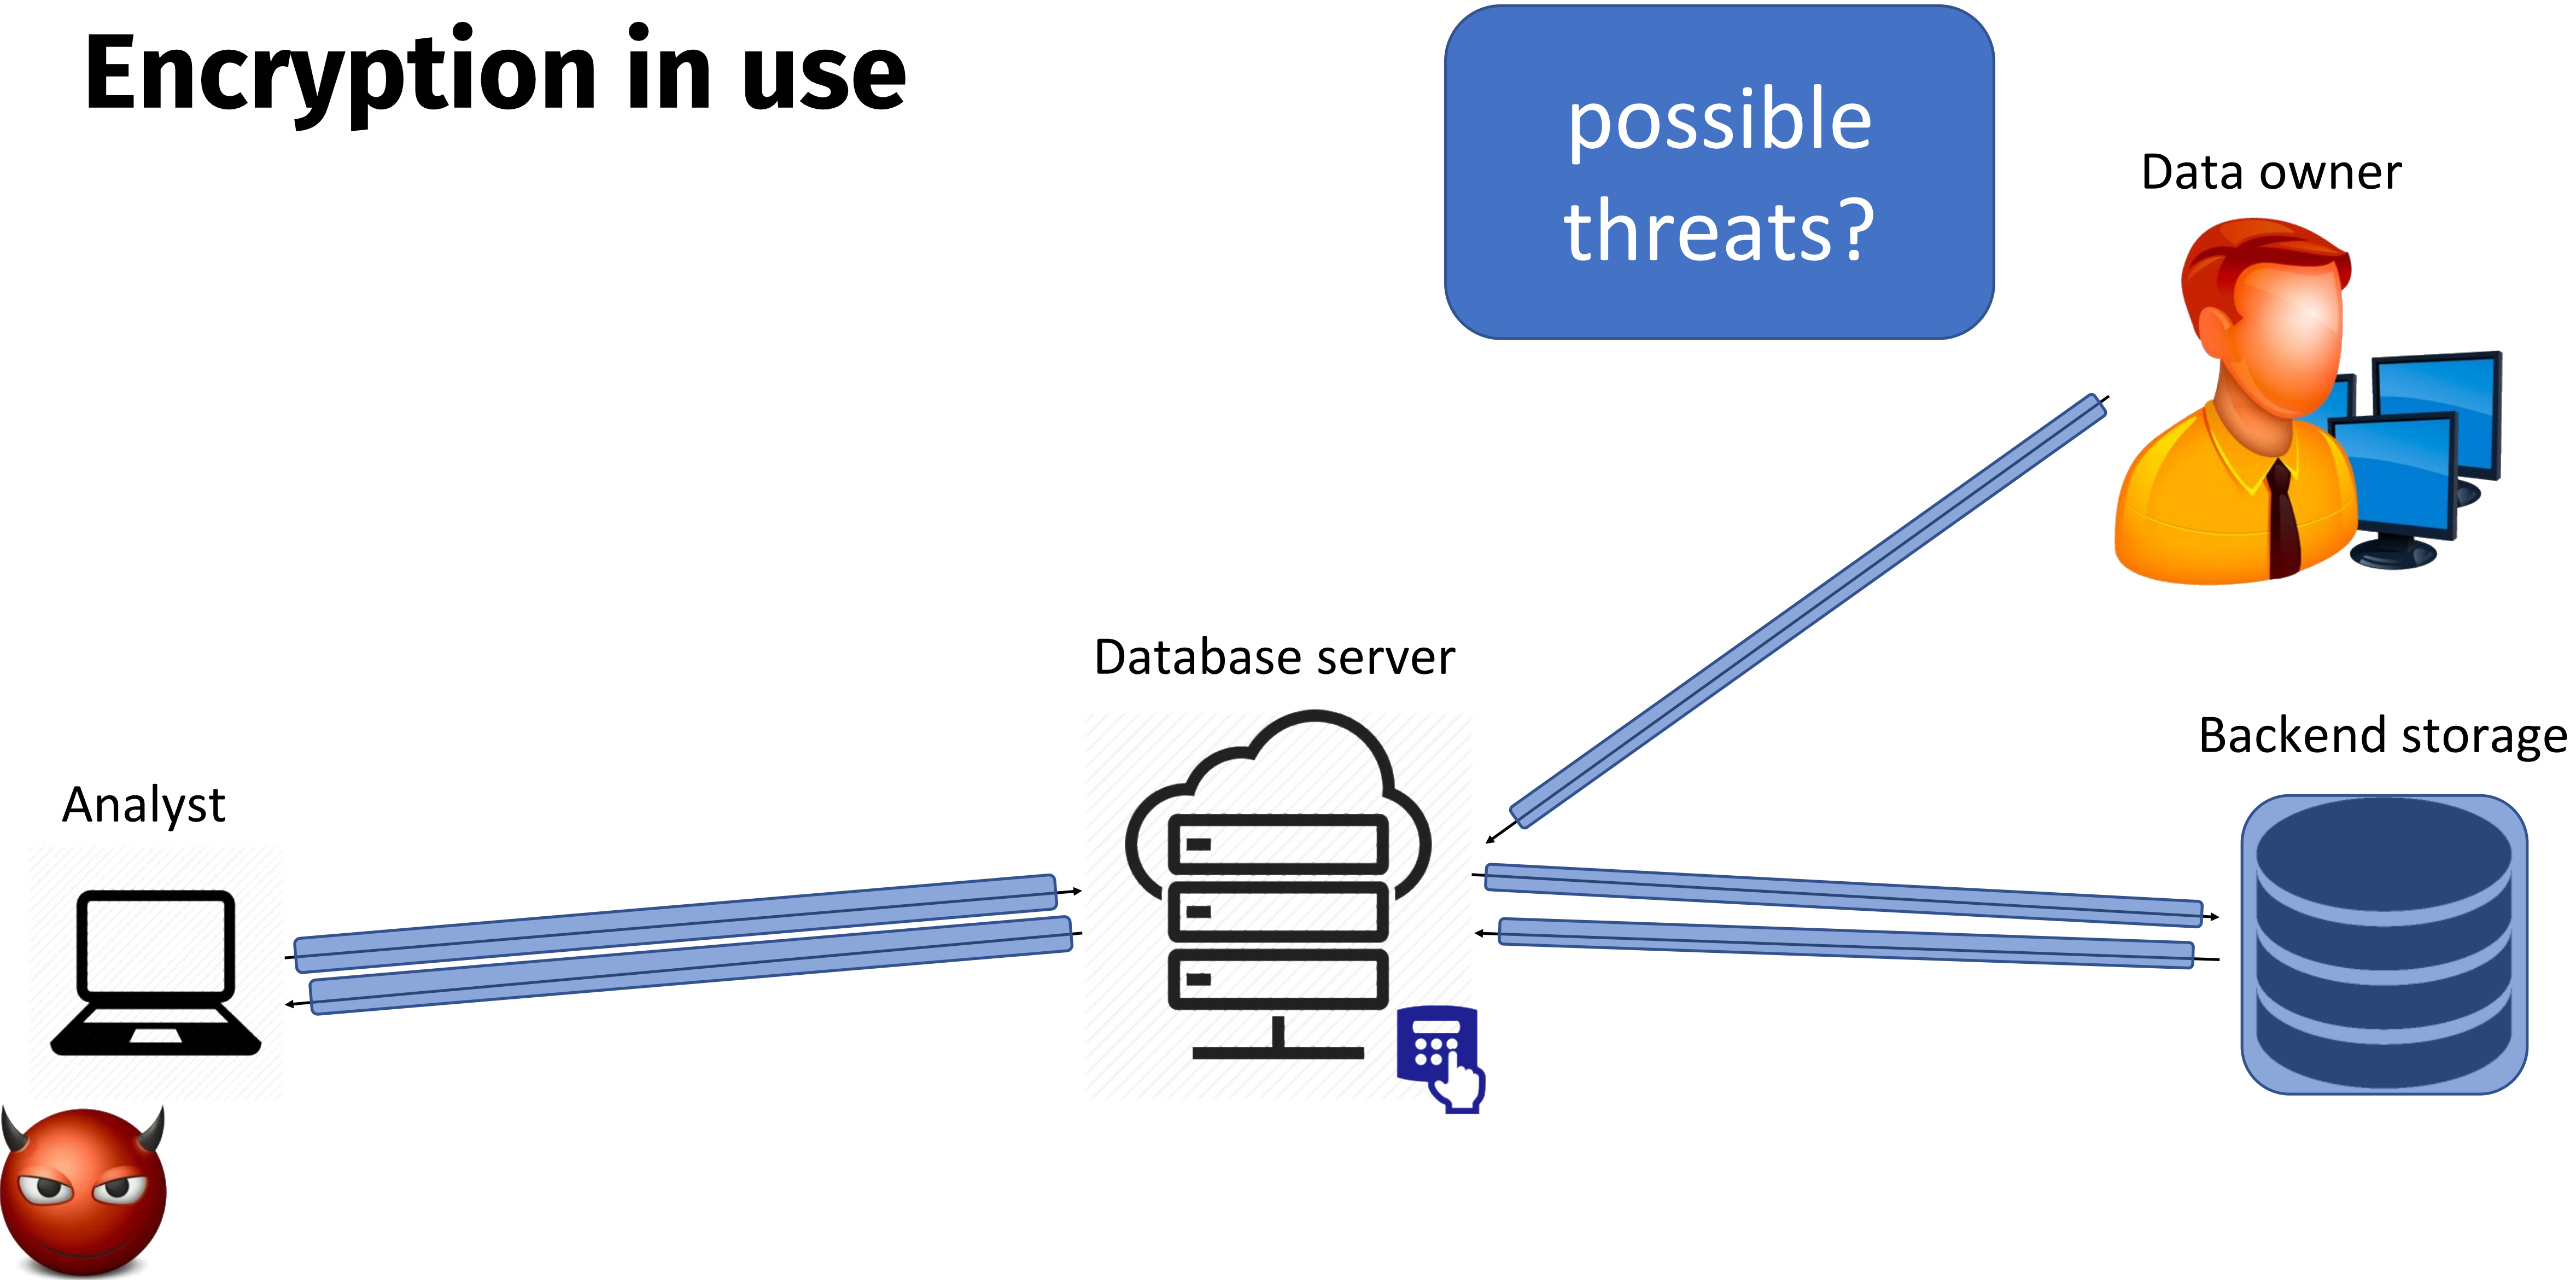 Encryption in use
possible
threats?
Data owner
Database server
Backend storage
Analyst